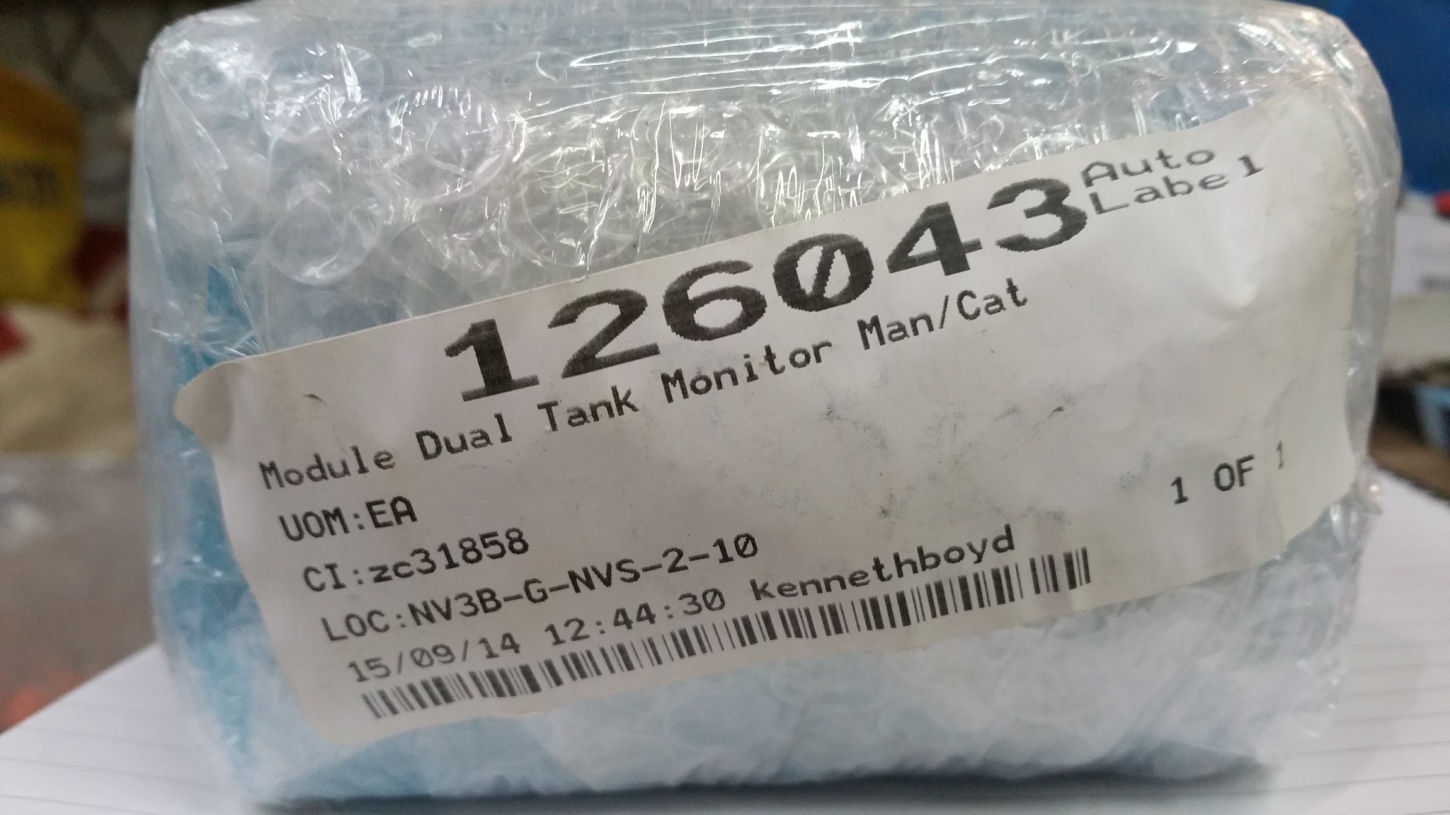 126043
Auto
Label
Module Dual Tank Monitor Man/Cat
UOM:EA
1 OF 1
CI:zc31858
LOC:NV3B-G-NVS-2-10
15/09/14 12:44:30 kennethboyd